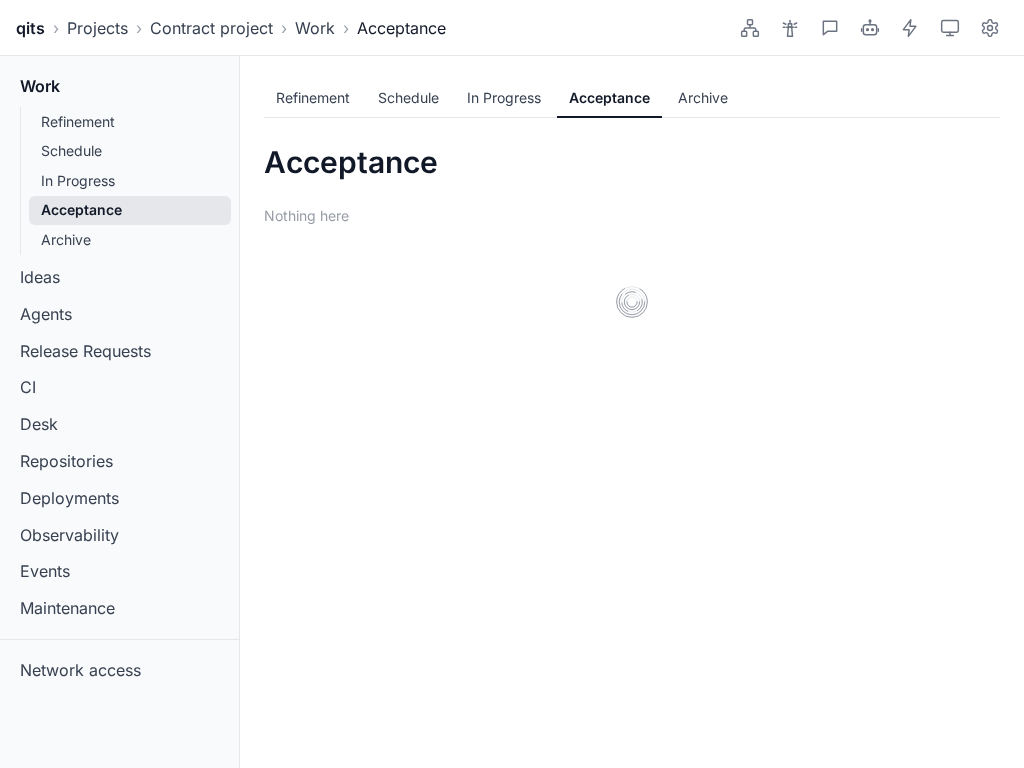 qits › Projects › Contract project › Work › Acceptance
Work
Refinement
Schedule
In Progress
Acceptance
Archive
Ideas
Agents
Release Requests
CI
Desk
Repositories
Deployments
Observability
Events
Maintenance
Network access
Refinement Schedule In Progress Acceptance Archive
Acceptance
Nothing here